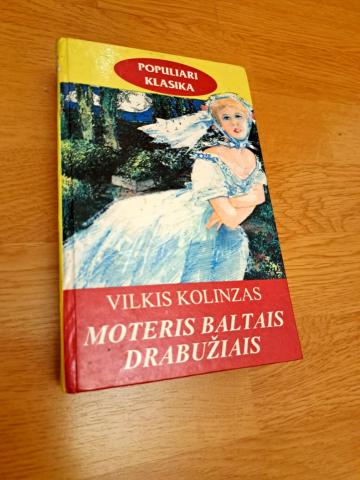 POPULIARI
KLASIKA
VILKIS KOLINZAS
MOTERIS BALTAIS
DRABUŽIAIS